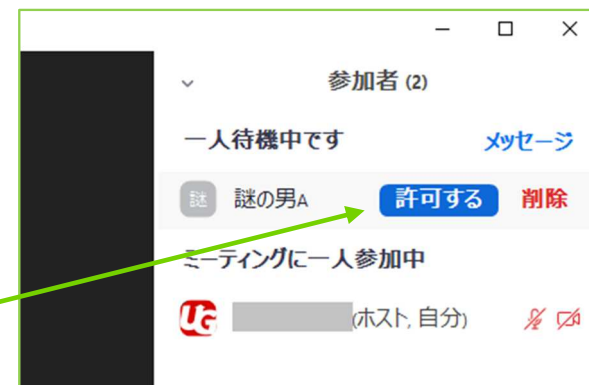 参加者 (2)
一人待機中です メッセージ
謎 謎の男A 許可する 削除
ミーティングに一人参加中
UG (ホスト, 自分)